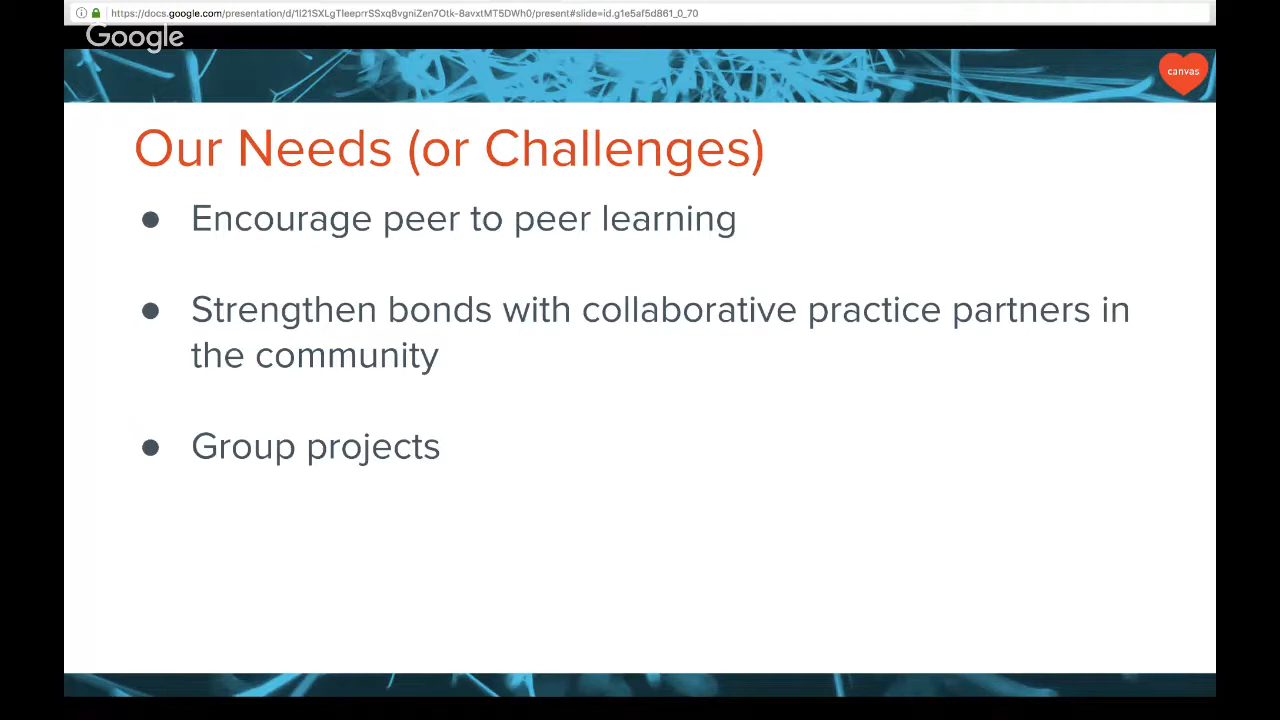 https://docs.google.com/presentation/d/1I21SXLgTleeprrSSxq8vgniZen7Otk-8avxtMT5DWh0/present#slide=id.g1e5af5d861_0_70
Google
canvas
Our Needs (or Challenges)
● Encourage peer to peer learning
● Strengthen bonds with collaborative practice partners in
the community
● Group projects